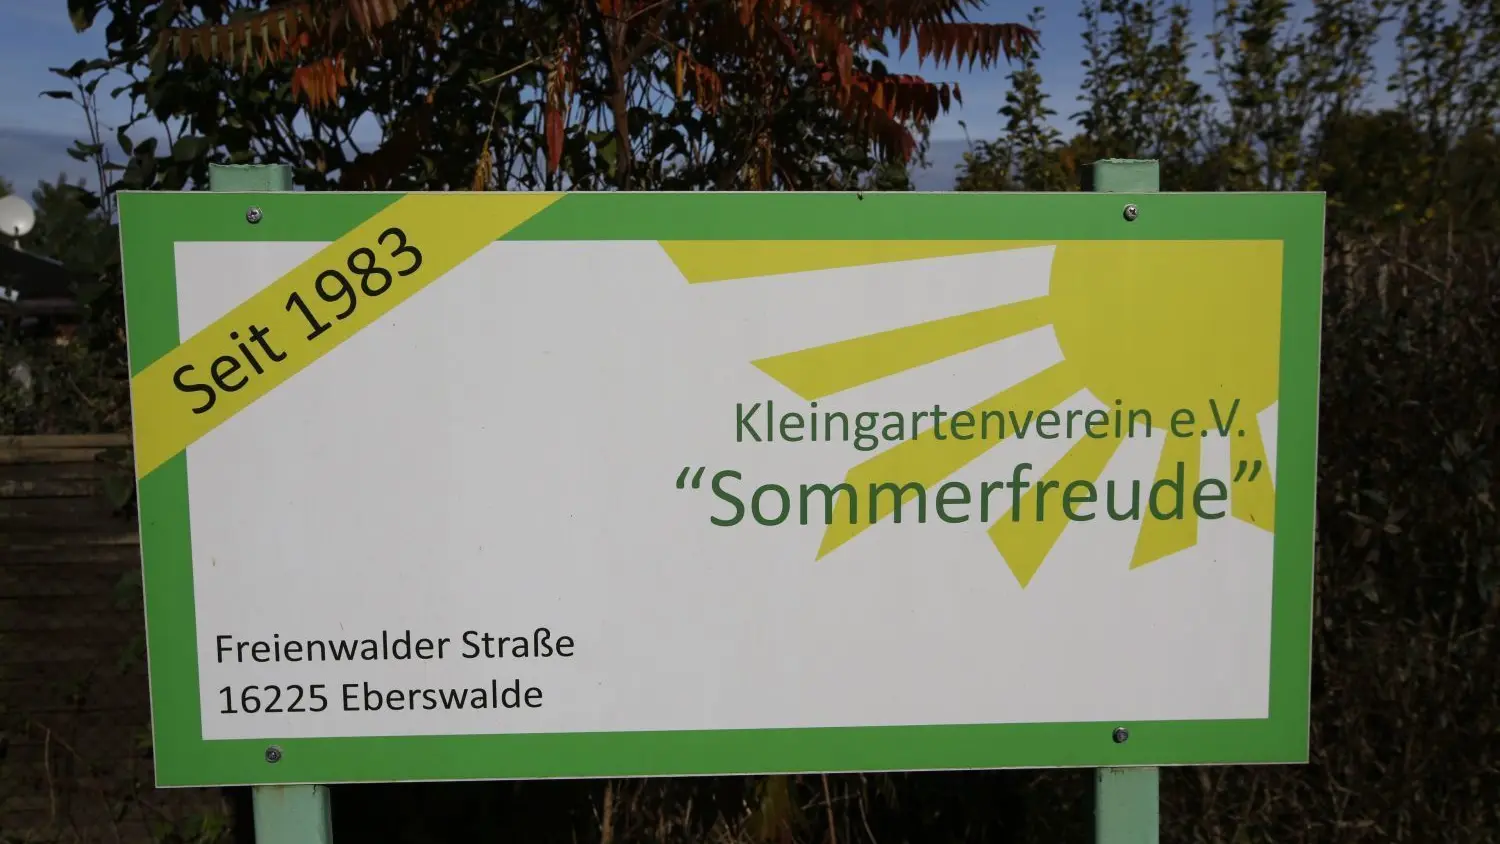 Seit 1983
Kleingartenverein e.V.
“Sommerfreude”
Freienwalder Straße
16225 Eberswalde